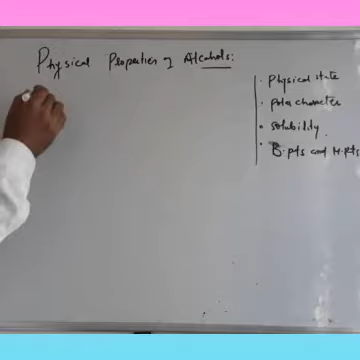 Physical Properties of Alcohols:
· Physical state
· polar character
· Solubility
· B.pts and M.pts